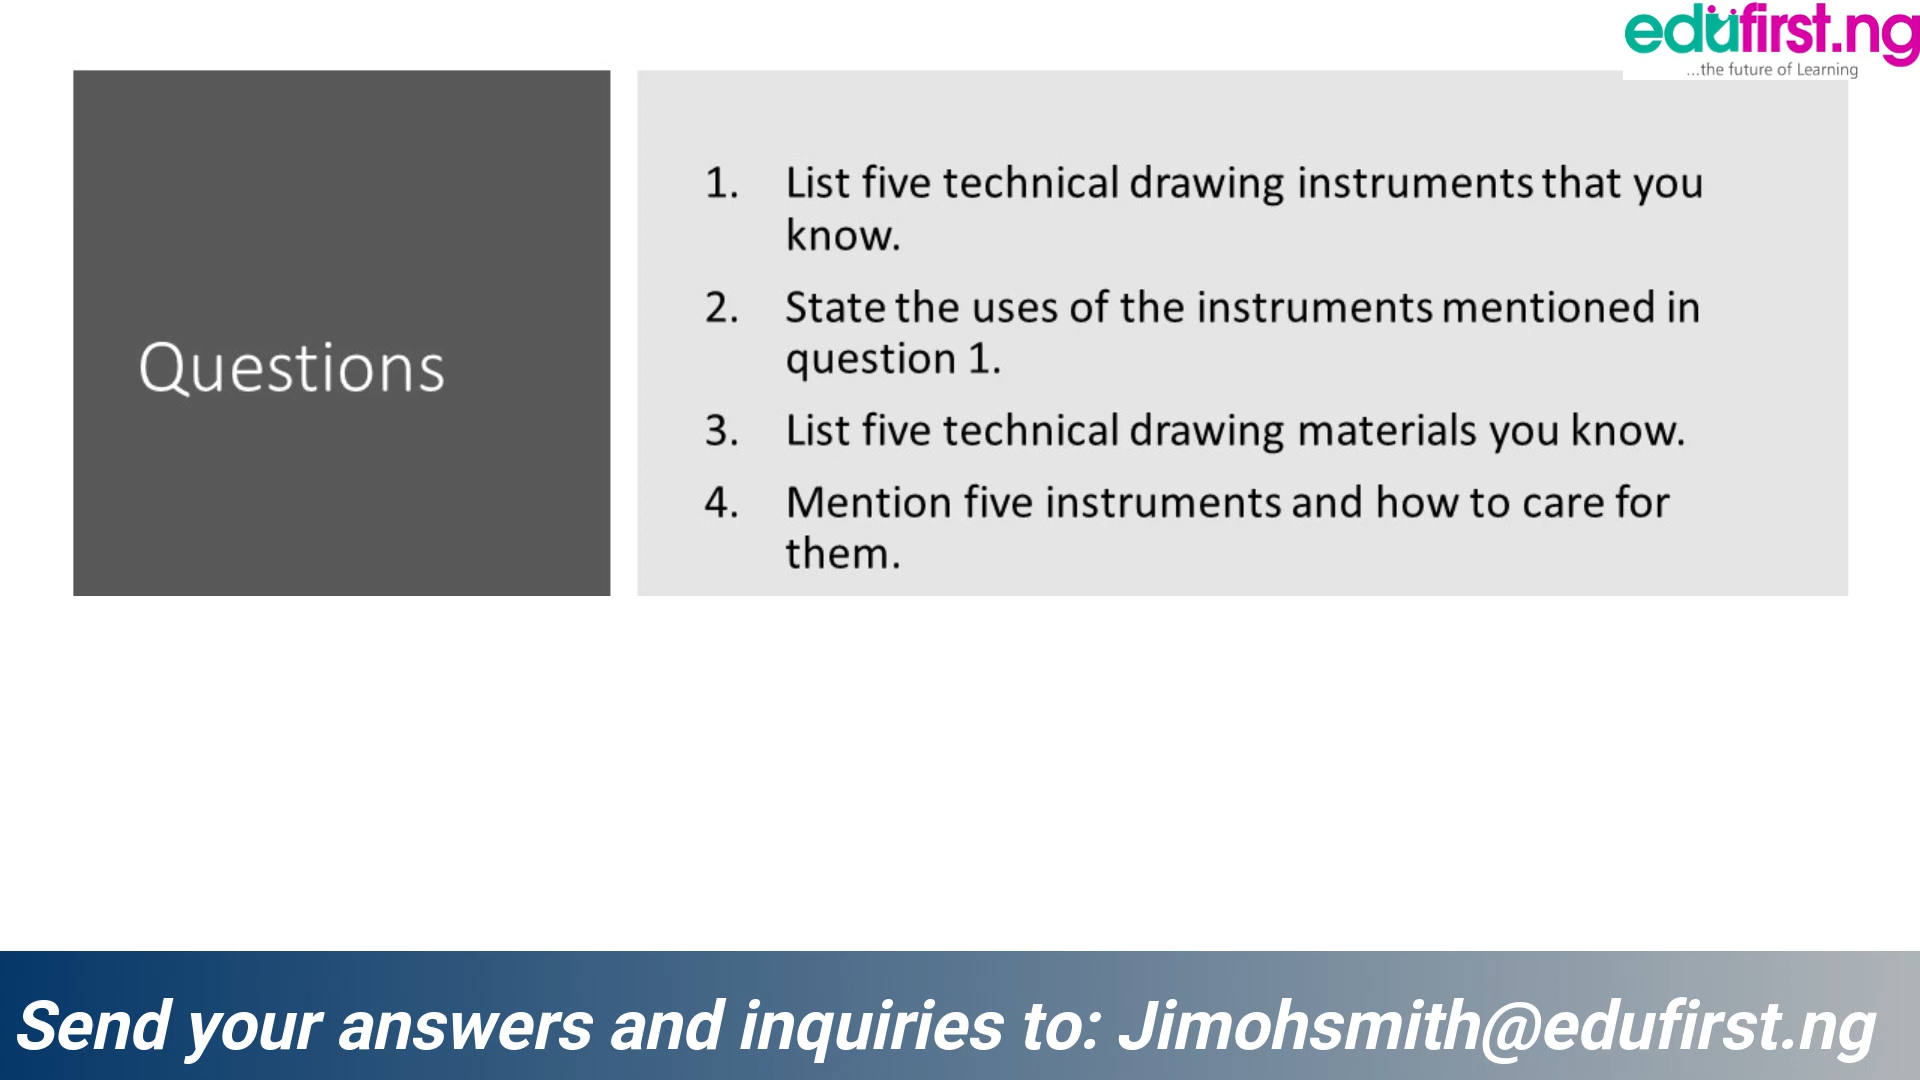 edufirst.ng
...the future of Learning
1. List five technical drawing instruments that you
know.
2. State the uses of the instruments mentioned in
question 1.
Questions
3. List five technical drawing materials you know.
4. Mention five instruments and how to care for
them.
Send your answers and inquiries to: Jimohsmith@edufirst.ng